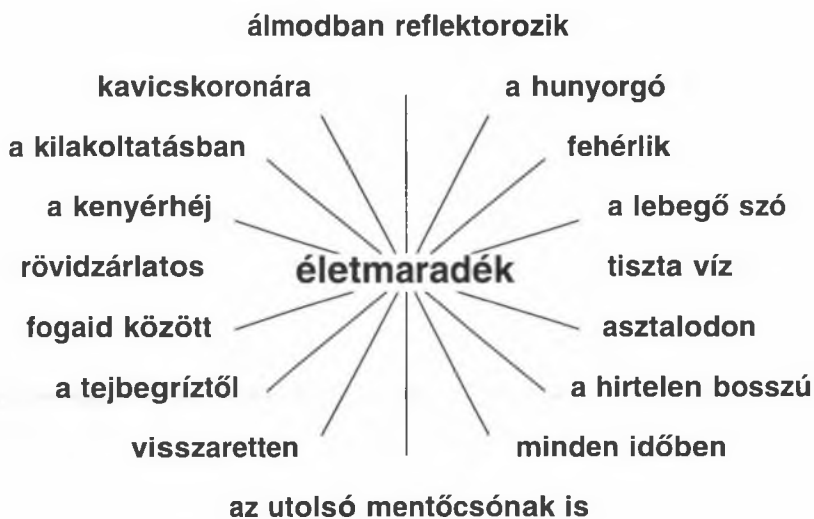 álmodban reflektorozik
kavicskoronára a hunyorgó
a kilakoltatásban fehérlik
a kenyérhéj a lebegő szó
rövidzárlatos életmaradék tiszta víz
fogaid között asztalodon
a tejbegríztől a hirtelen bosszú
visszaretten minden időben
az utolsó mentőcsónak is